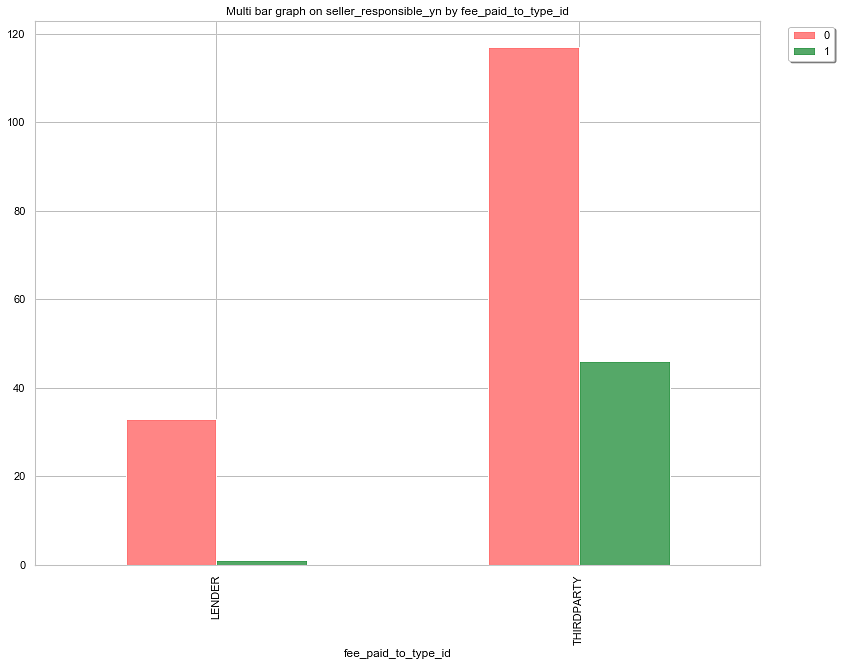 Multi bar graph on seller_responsible_yn by fee_paid_to_type_id
0
1
120
100
80
60
40
20
0
LENDER
THIRDPARTY
fee_paid_to_type_id